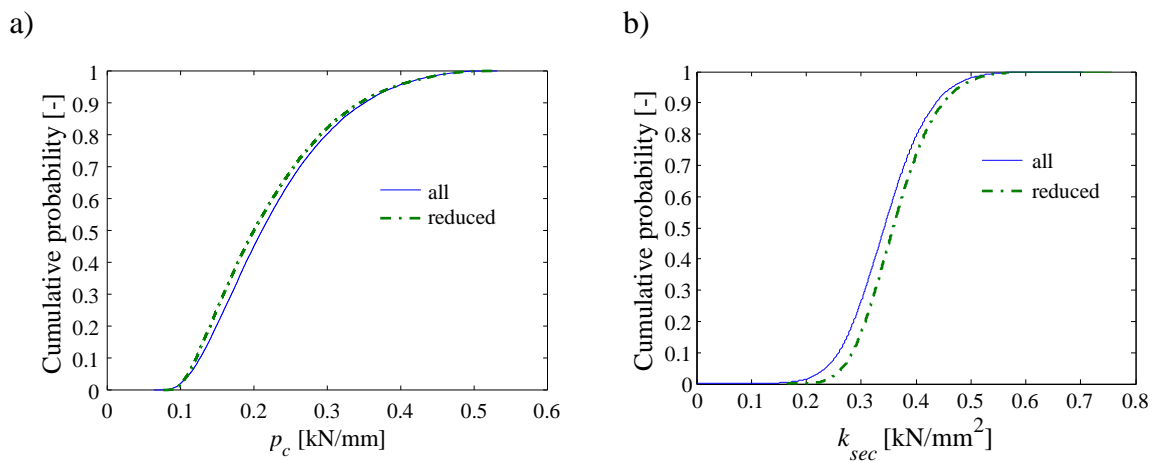 a)
1
0.9
0.8
0.7
0.6
0.5
0.4
0.3
0.2
0.1
0
Cumulative probability [-]
all
reduced
0 0.1 0.2 0.3 0.4 0.5 0.6
p_c [kN/mm]
b)
1
0.9
0.8
0.7
0.6
0.5
0.4
0.3
0.2
0.1
0
Cumulative probability [-]
all
reduced
0 0.1 0.2 0.3 0.4 0.5 0.6 0.7 0.8
k_sec [kN/mm²]